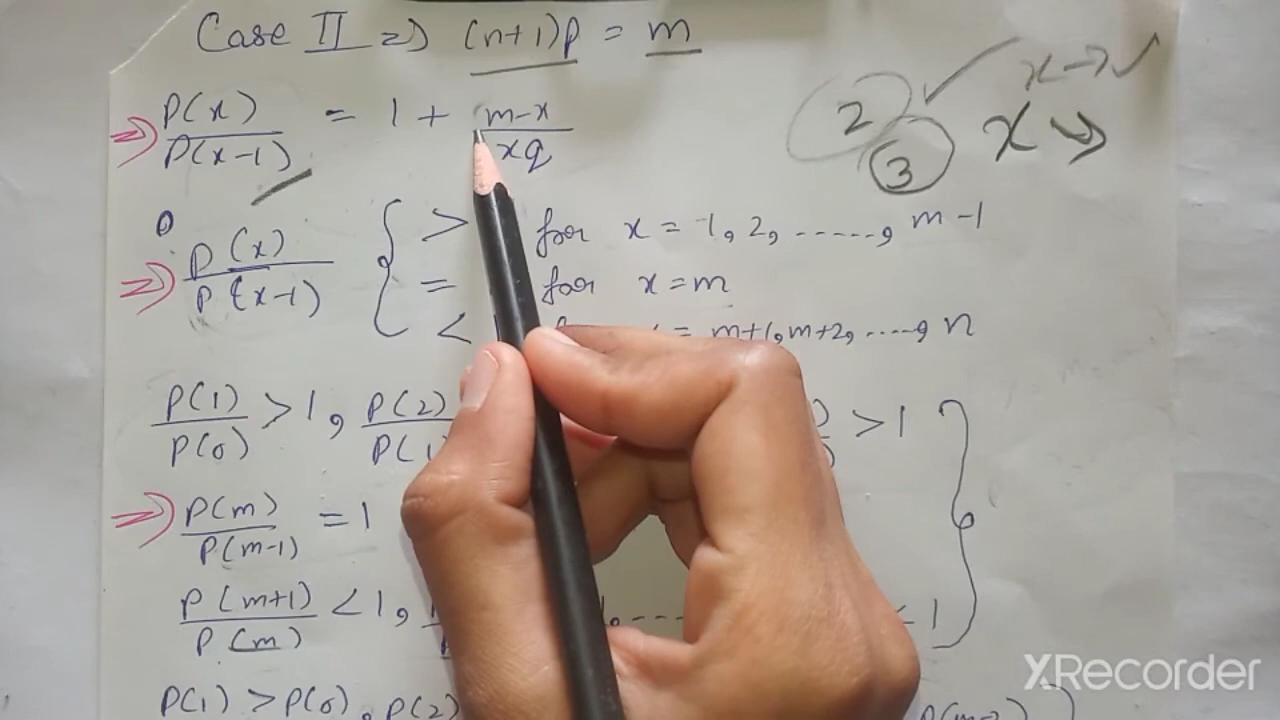 Case II ⇒ (n+1)p = m
x → ✓
2 ✓
3 x →
⇒ P(x)/P(x-1) = 1 + (m-x)/(xq)
⇒ P(x)/P(x-1) { > for x = 1, 2, ......, m-1
= for x = m
< = m+1, m+2, ....., n
P(1)/P(0) > 1, P(2)/P(1 > 1
⇒ P(m)/P(m-1) = 1
P(m+1)/P(m) < 1, ---- < 1
P(1) > P(0), P(2)
XRecorder